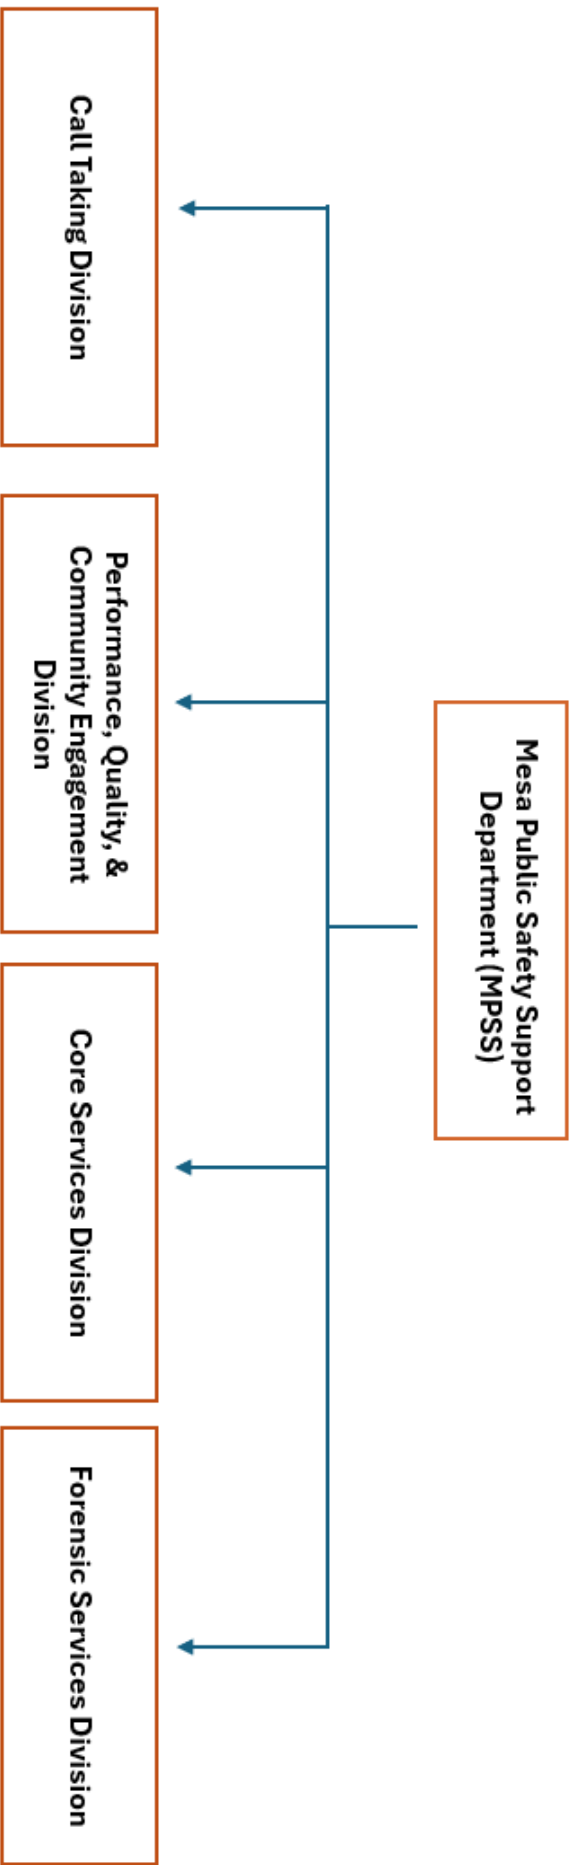 Mesa Public Safety Support
Department (MPSS)
Call Taking Division
Performance, Quality, &
Community Engagement
Division
Core Services Division
Forensic Services Division